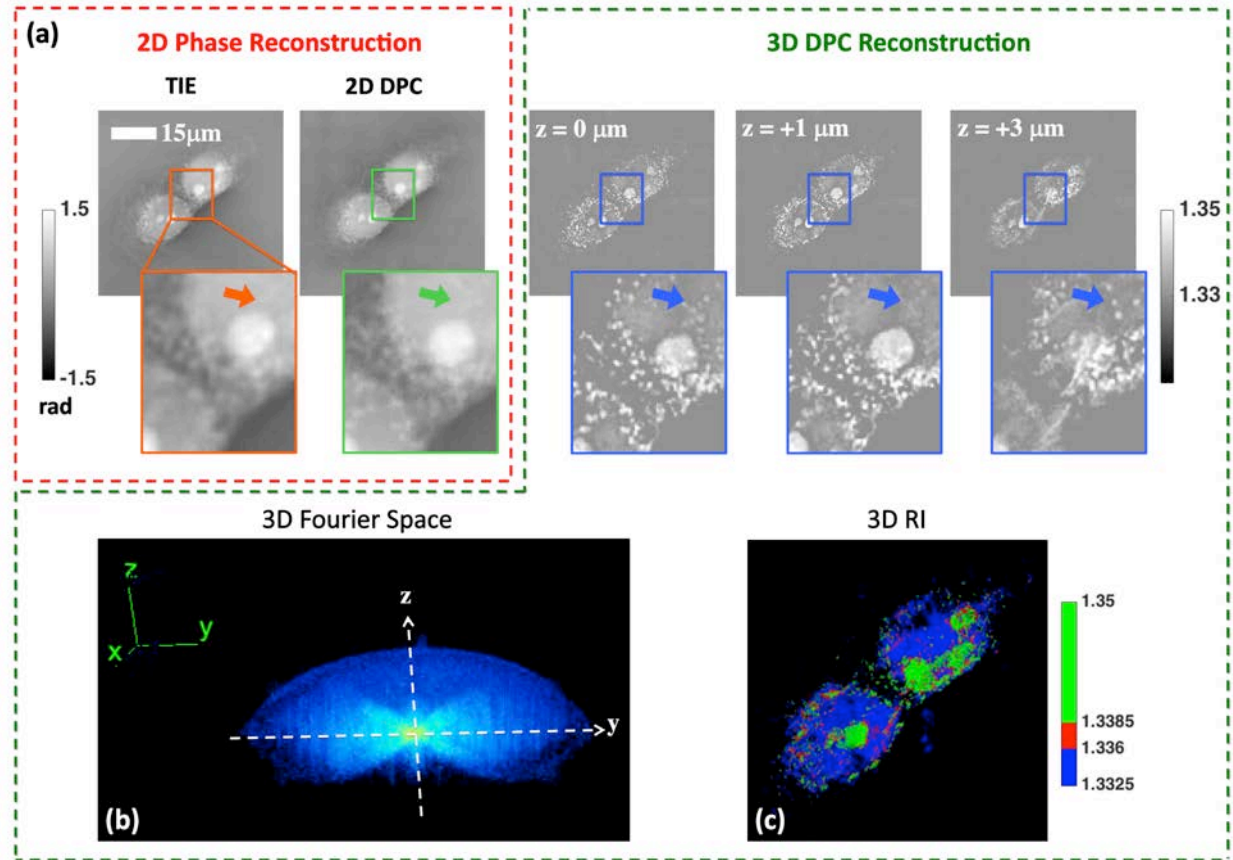 (a)
2D Phase Reconstruction
3D DPC Reconstruction
TIE
2D DPC
15μm
z = 0 μm
z = +1 μm
z = +3 μm
1.5
-1.5
rad
1.35
1.33
3D Fourier Space
3D RI
z
y
x
z
y
(b)
(c)
1.35
1.3385
1.336
1.3325